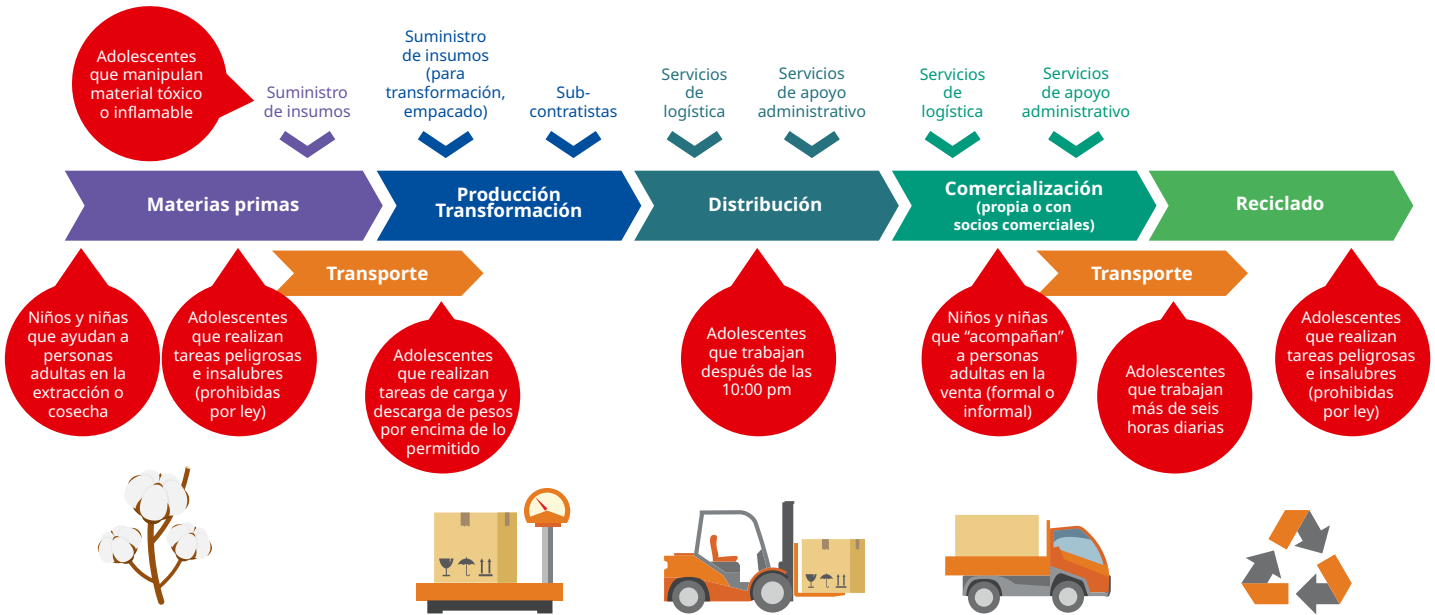 Adolescentes
que manipulan
material tóxico
o inflamable
Suministro
de insumos
Suministro
de insumos
(para
transformación,
empacado)
Sub-
contratistas
Servicios
de
logística
Servicios
de apoyo
administrativo
Servicios
de
logística
Servicios
de apoyo
administrativo
Materias primas
Producción
Transformación
Distribución
Comercialización
(propia o con
socios comerciales)
Reciclado
Transporte
Transporte
Niños y niñas
que ayudan a
personas
adultas en la
extracción o
cosecha
Adolescentes
que realizan
tareas peligrosas
e insalubres
(prohibidas
por ley)
Adolescentes
que realizan
tareas de carga y
descarga de pesos
por encima de lo
permitido
Adolescentes
que trabajan
después de las
10:00 pm
Niños y niñas
que “acompañan”
a personas
adultas en la
venta (formal o
informal)
Adolescentes
que trabajan
más de seis
horas diarias
Adolescentes
que realizan
tareas peligrosas
e insalubres
(prohibidas
por ley)